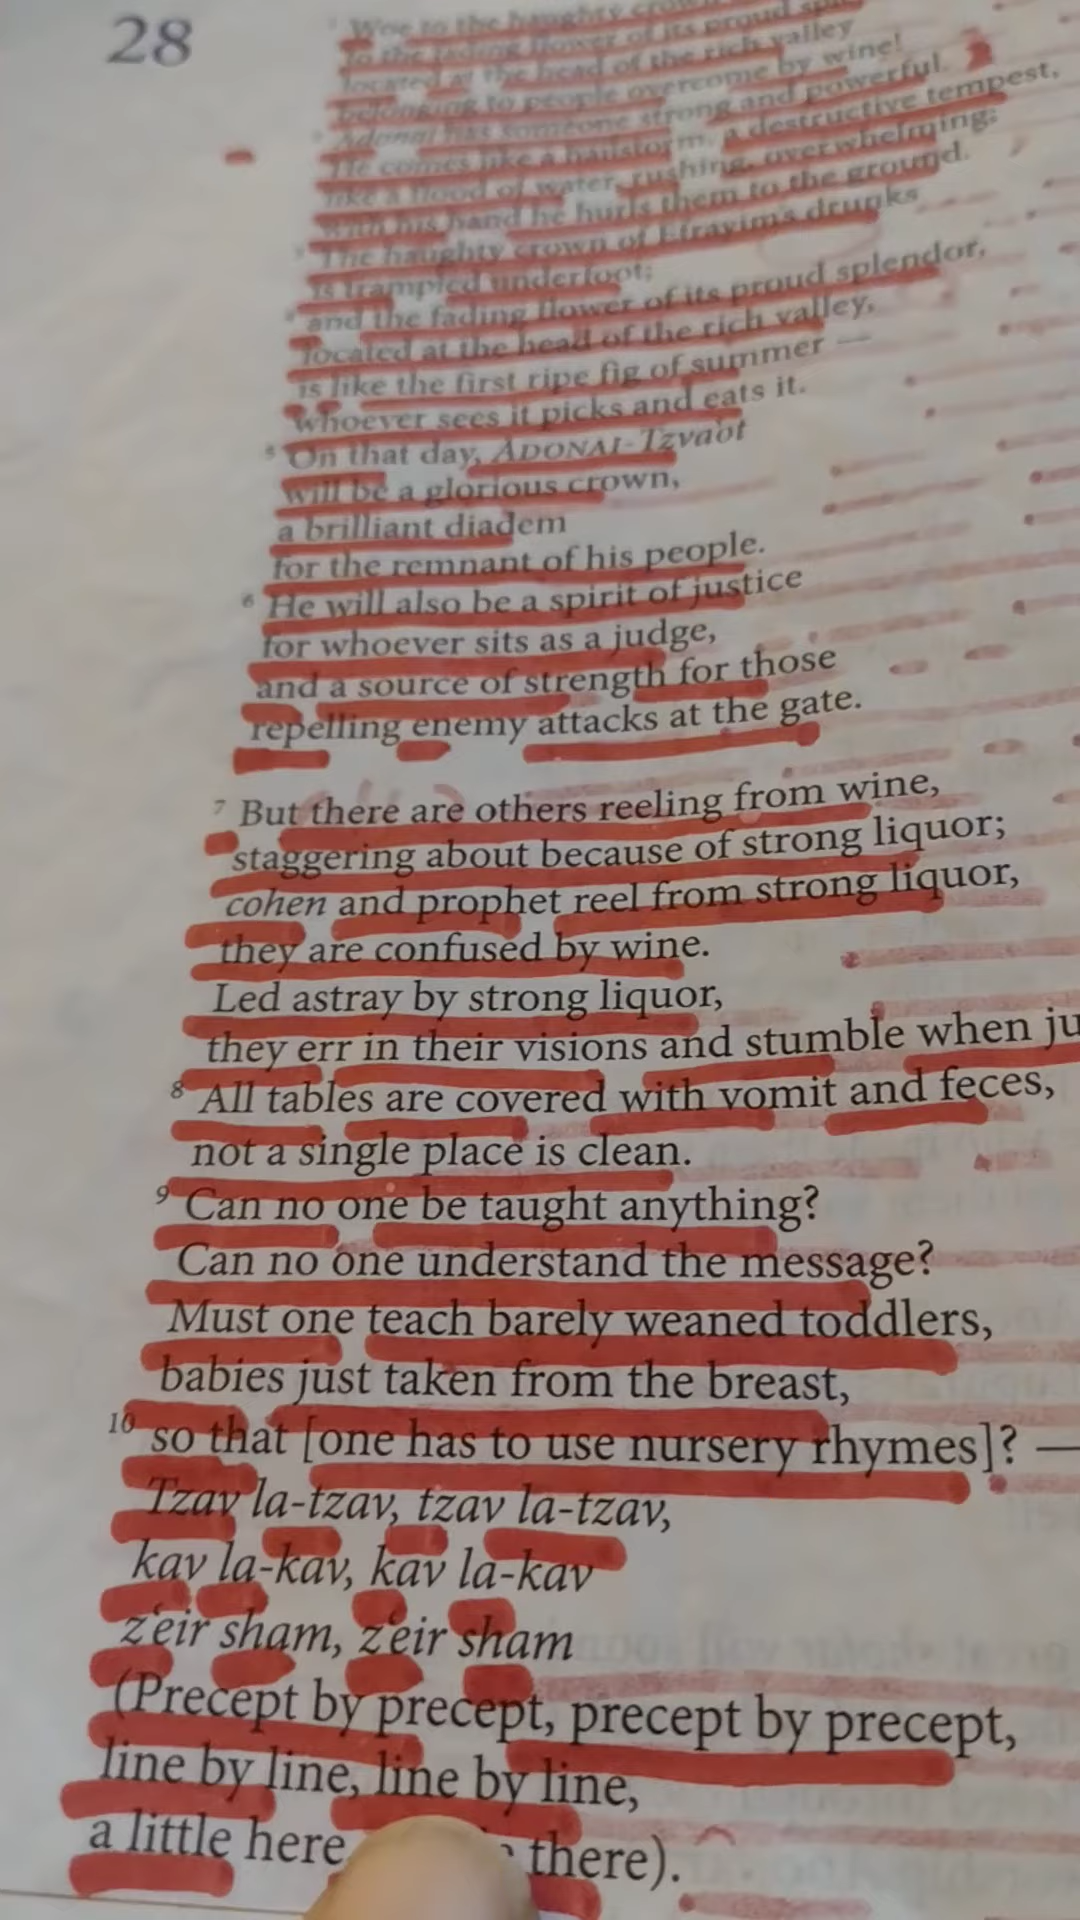 28
1 Woe to the haughty crown
to the fading flower of its proud
located at the head of the rich valley
belonging to people overcome by wine!
2 Adonai has someone strong and powerful.
He comes like a hailstorm, a destructive tempest,
like a flood of water, rushing, overwhelming;
with his hand he hurls them to the ground.
3 The haughty crown of Efrayim's drunks
is trampled underfoot;
4 and the fading flower of its proud splendor,
located at the head of the rich valley,
is like the first ripe fig of summer —
whoever sees it picks and eats it.
5 On that day, ADONAI-Tzva'ot
will be a glorious crown,
a brilliant diadem
for the remnant of his people.
6 He will also be a spirit of justice
for whoever sits as a judge,
and a source of strength for those
repelling enemy attacks at the gate.
7 But there are others reeling from wine,
staggering about because of strong liquor;
cohen and prophet reel from strong liquor,
they are confused by wine.
Led astray by strong liquor,
they err in their visions and stumble when ju
8 All tables are covered with vomit and feces,
not a single place is clean.
9 Can no one be taught anything?
Can no one understand the message?
Must one teach barely weaned toddlers,
babies just taken from the breast,
10 so that [one has to use nursery rhymes]? —
Tzav la-tzav, tzav la-tzav,
kav la-kav, kav la-kav
z'eir sham, z'eir sham
(Precept by precept, precept by precept,
line by line, line by line,
a little here there).